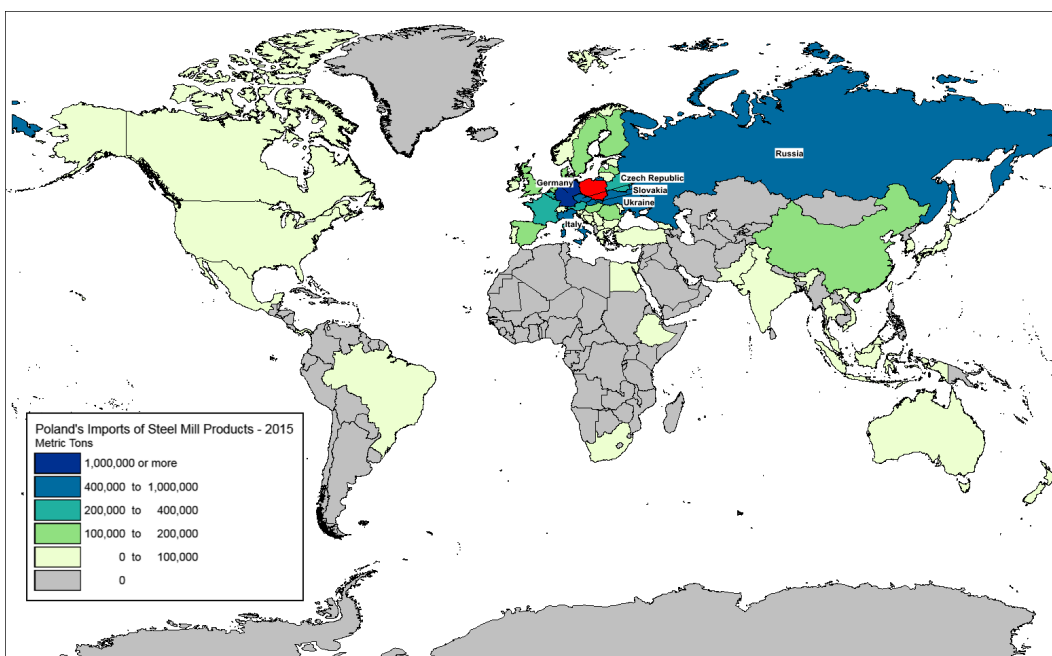 Russia
Czech Republic
Germany
Slovakia
Ukraine
Italy
Poland's Imports of Steel Mill Products - 2015
Metric Tons
1,000,000 or more
400,000 to 1,000,000
200,000 to 400,000
100,000 to 200,000
0 to 100,000
0